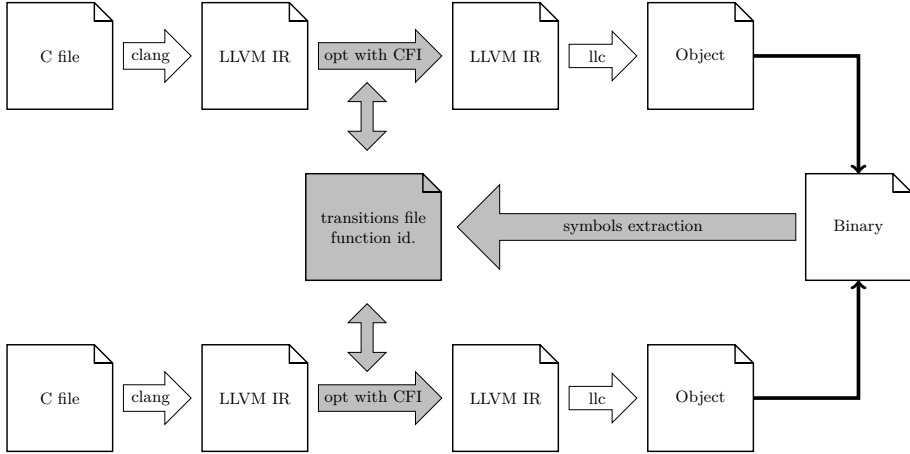 C file
clang
LLVM IR
opt with CFI
LLVM IR
llc
Object
transitions file
function id.
symbols extraction
Binary
C file
clang
LLVM IR
opt with CFI
LLVM IR
llc
Object